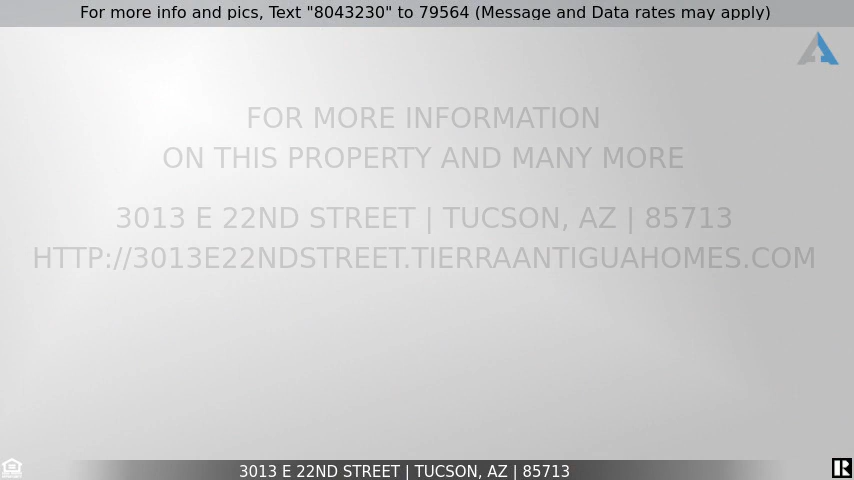 For more info and pics, Text "8043230" to 79564 (Message and Data rates may apply)
FOR MORE INFORMATION
ON THIS PROPERTY AND MANY MORE
3013 E 22ND STREET | TUCSON, AZ | 85713
HTTP://3013E22NDSTREET.TIERRAANTIGUAHOMES.COM
3013 E 22ND STREET | TUCSON, AZ | 85713